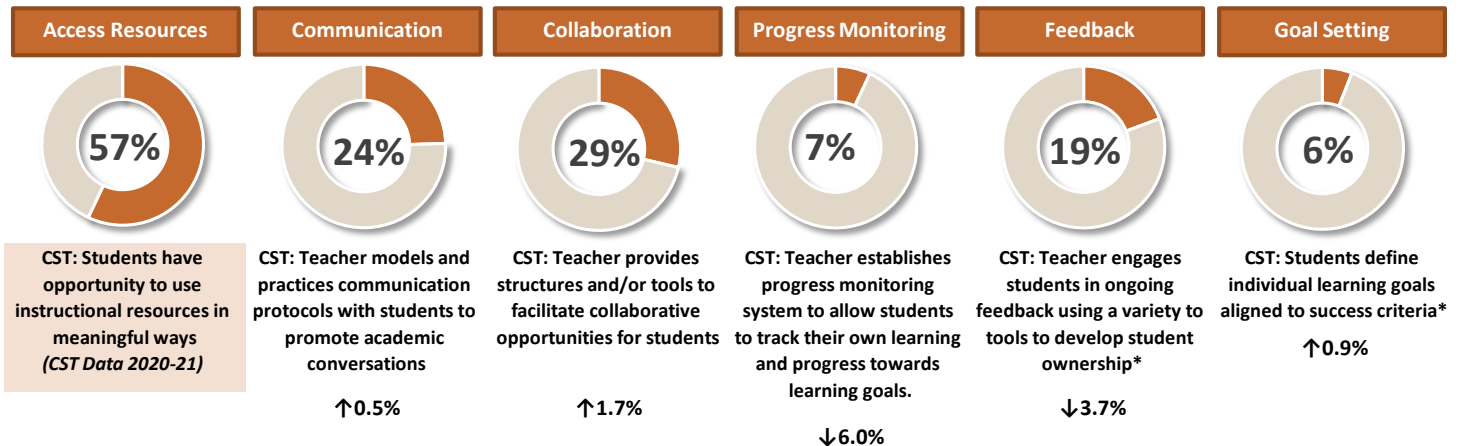 Access Resources
57%
CST: Students have
opportunity to use
instructional resources in
meaningful ways
(CST Data 2020-21)
Communication
24%
CST: Teacher models and
practices communication
protocols with students to
promote academic
conversations
↑0.5%
Collaboration
29%
CST: Teacher provides
structures and/or tools to
facilitate collaborative
opportunities for students
↑1.7%
Progress Monitoring
7%
CST: Teacher establishes
progress monitoring
system to allow students
to track their own learning
and progress towards
learning goals.
↓6.0%
Feedback
19%
CST: Teacher engages
students in ongoing
feedback using a variety to
tools to develop student
ownership*
↓3.7%
Goal Setting
6%
CST: Students define
individual learning goals
aligned to success criteria*
↑0.9%